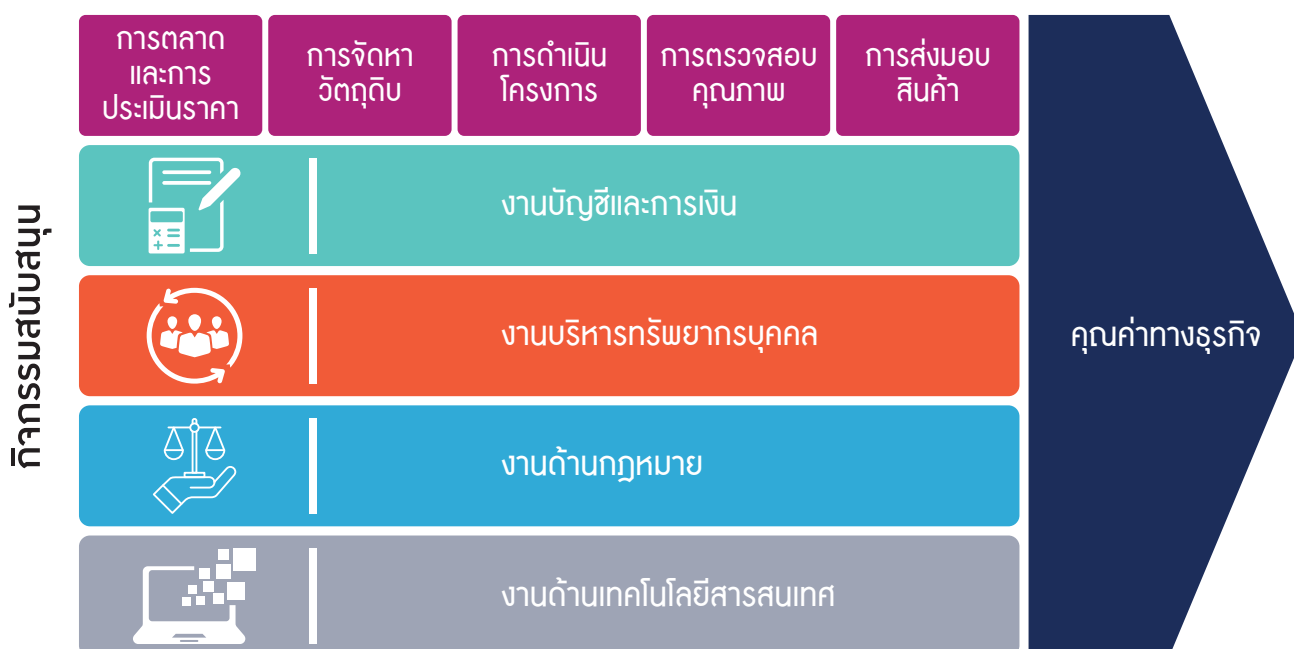 การตลาด
และการ
ประเมินราคา
การจัดหา
วัตถุดิบ
การดำเนิน
โครงการ
การตรวจสอบ
คุณภาพ
การส่งมอบ
สินค้า
กิจกรรมสนับสนุน
งานบัญชีและการเงิน
งานบริหารทรัพยากรบุคคล
งานด้านกฎหมาย
งานด้านเทคโนโลยีสารสนเทศ
คุณค่าทางธุรกิจ